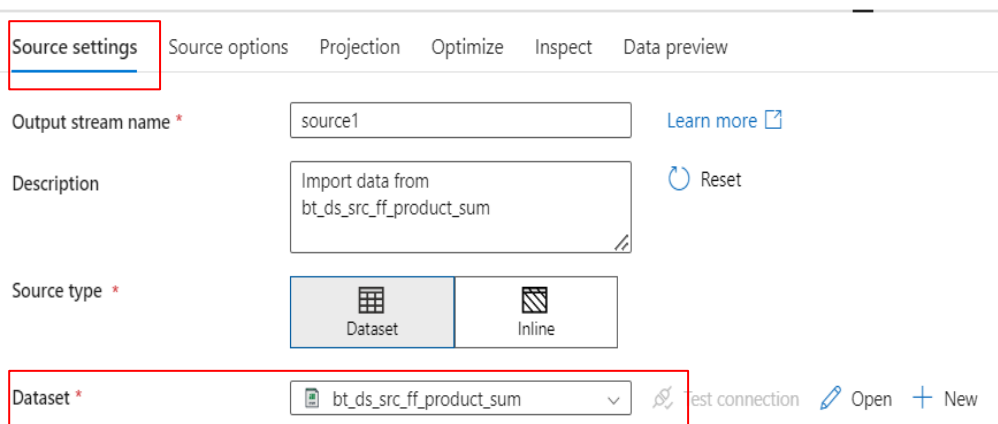 Source settings Source options Projection Optimize Inspect Data preview
Output stream name * source1 Learn more
Description Import data from Reset
bt_ds_src_ff_product_sum
Source type * Dataset Inline
Dataset * bt_ds_src_ff_product_sum Test connection Open New